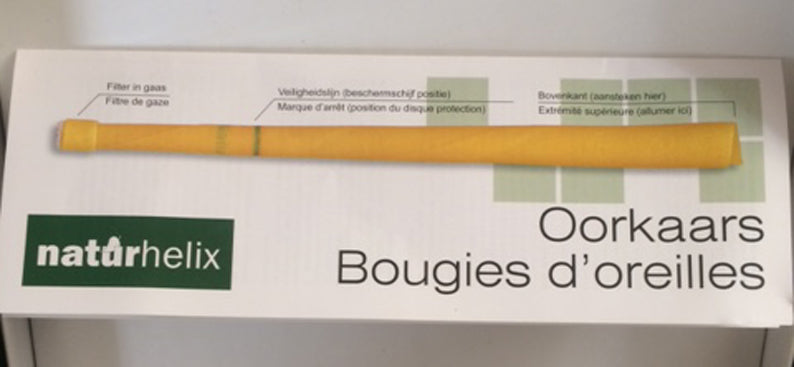 Filter in gaas
Filtre de gaze
Veiligheidslijn (beschermschijf positie)
Marque d'arrêt (position du disque protection)
Bovenkant (aansteken hier)
Extrémité supérieure (allumer ici)
natürhelix
Oorkaars
Bougies d'oreilles